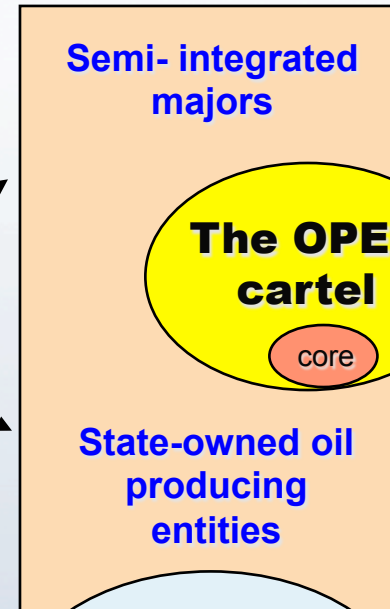 Semi- integrated
majors
The OPE
cartel
core
State-owned oil
producing
entities